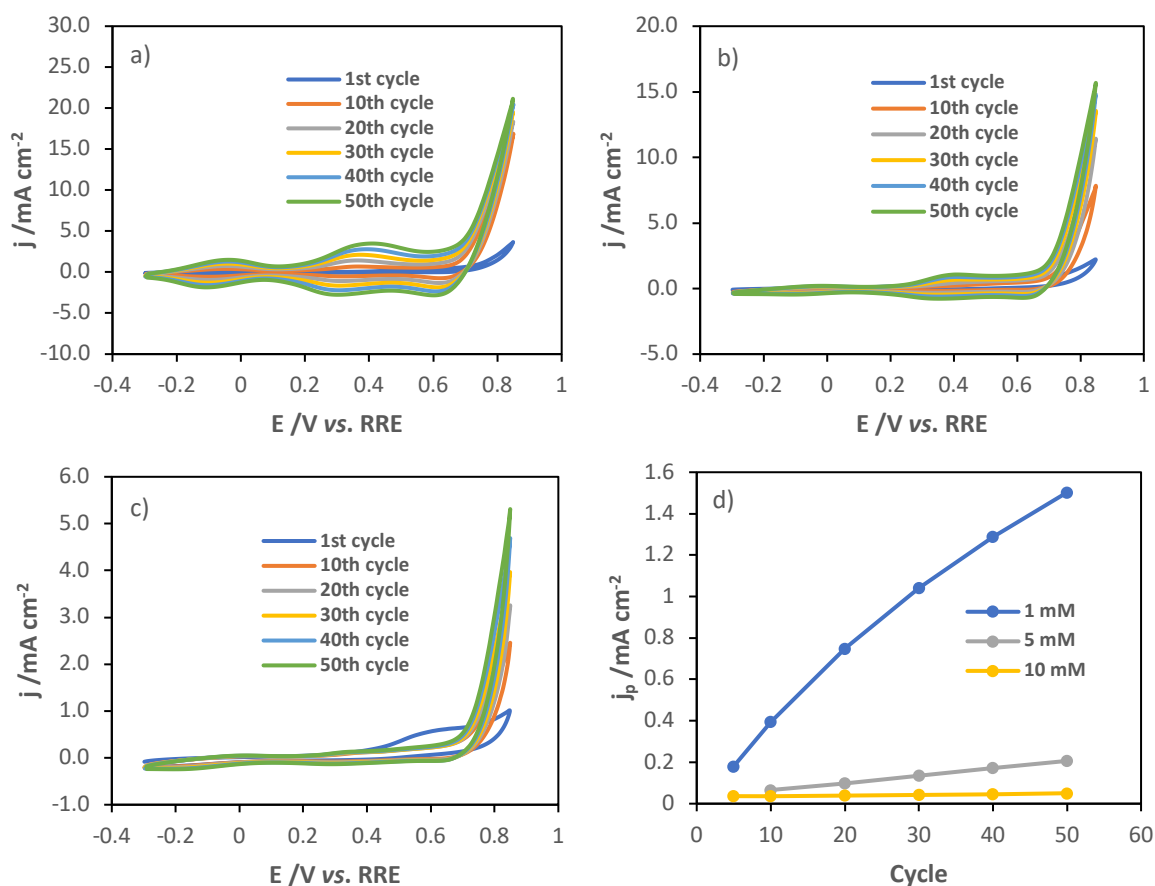 a)
30.0
25.0
20.0
15.0
10.0
5.0
0.0
-5.0
-10.0
j /mA cm-2
1st cycle
10th cycle
20th cycle
30th cycle
40th cycle
50th cycle
-0.4 -0.2 0 0.2 0.4 0.6 0.8 1
E /V vs. RRE
b)
20.0
15.0
10.0
5.0
0.0
-5.0
j /mA cm-2
1st cycle
10th cycle
20th cycle
30th cycle
40th cycle
50th cycle
-0.4 -0.2 0 0.2 0.4 0.6 0.8 1
E /V vs. RRE
c)
6.0
5.0
4.0
3.0
2.0
1.0
0.0
-1.0
j /mA cm-2
1st cycle
10th cycle
20th cycle
30th cycle
40th cycle
50th cycle
-0.4 -0.2 0 0.2 0.4 0.6 0.8 1
E /V vs. RRE
d)
1.6
1.4
1.2
1
0.8
0.6
0.4
0.2
0
jp /mA cm-2
1 mM
5 mM
10 mM
0 10 20 30 40 50 60
Cycle